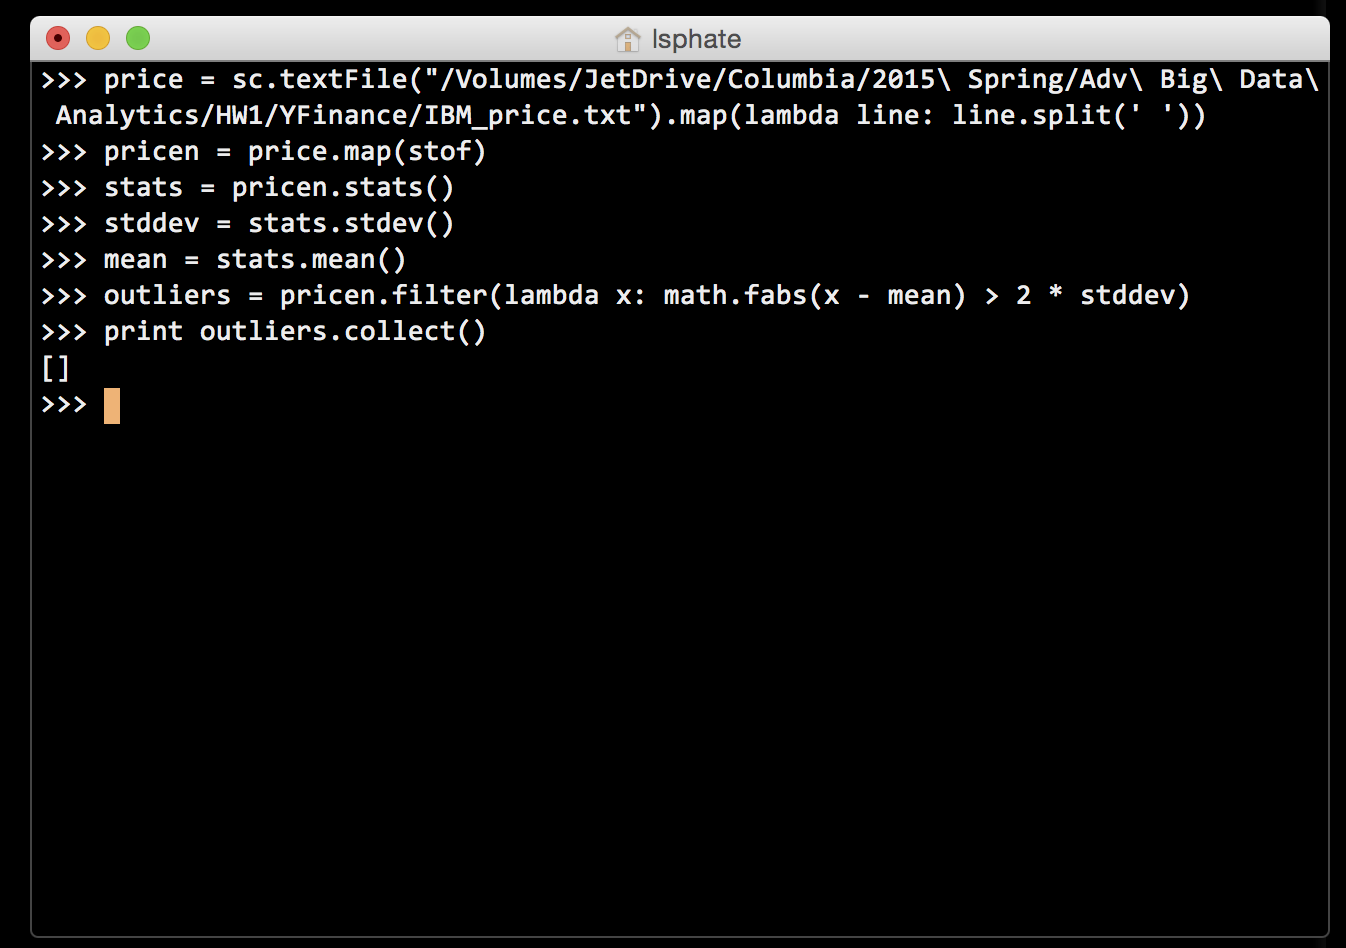 lsphate
>>> price = sc.textFile("/Volumes/JetDrive/Columbia/2015\ Spring/Adv\ Big\ Data\
 Analytics/HW1/YFinance/IBM_price.txt").map(lambda line: line.split(' '))
>>> pricen = price.map(stof)
>>> stats = pricen.stats()
>>> stddev = stats.stdev()
>>> mean = stats.mean()
>>> outliers = pricen.filter(lambda x: math.fabs(x - mean) > 2 * stddev)
>>> print outliers.collect()
[]
>>>